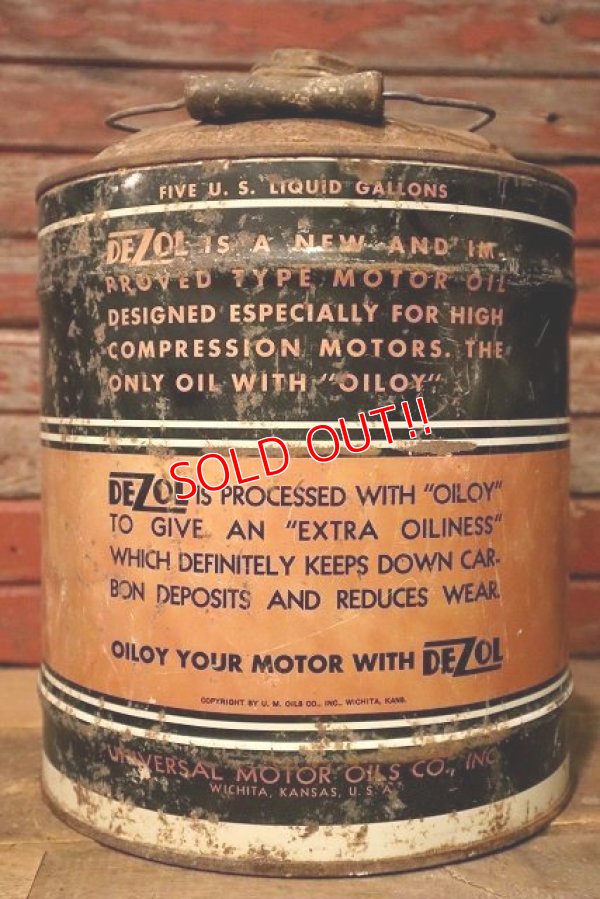 FIVE U. S. LIQUID GALLONS
DEZOL IS A NEW AND IM-
PROVED TYPE MOTOR OIL
DESIGNED ESPECIALLY FOR HIGH
COMPRESSION MOTORS. THE
ONLY OIL WITH "OILOY"
SOLD OUT!!
DEZOL IS PROCESSED WITH "OILOY"
TO GIVE AN "EXTRA OILINESS"
WHICH DEFINITELY KEEPS DOWN CAR-
BON DEPOSITS AND REDUCES WEAR.
OILOY YOUR MOTOR WITH DEZOL
COPYRIGHT BY U. M. OILS CO., INC., WICHITA, KANS.
UNIVERSAL MOTOR OILS CO., INC.
WICHITA, KANSAS, U. S. A.